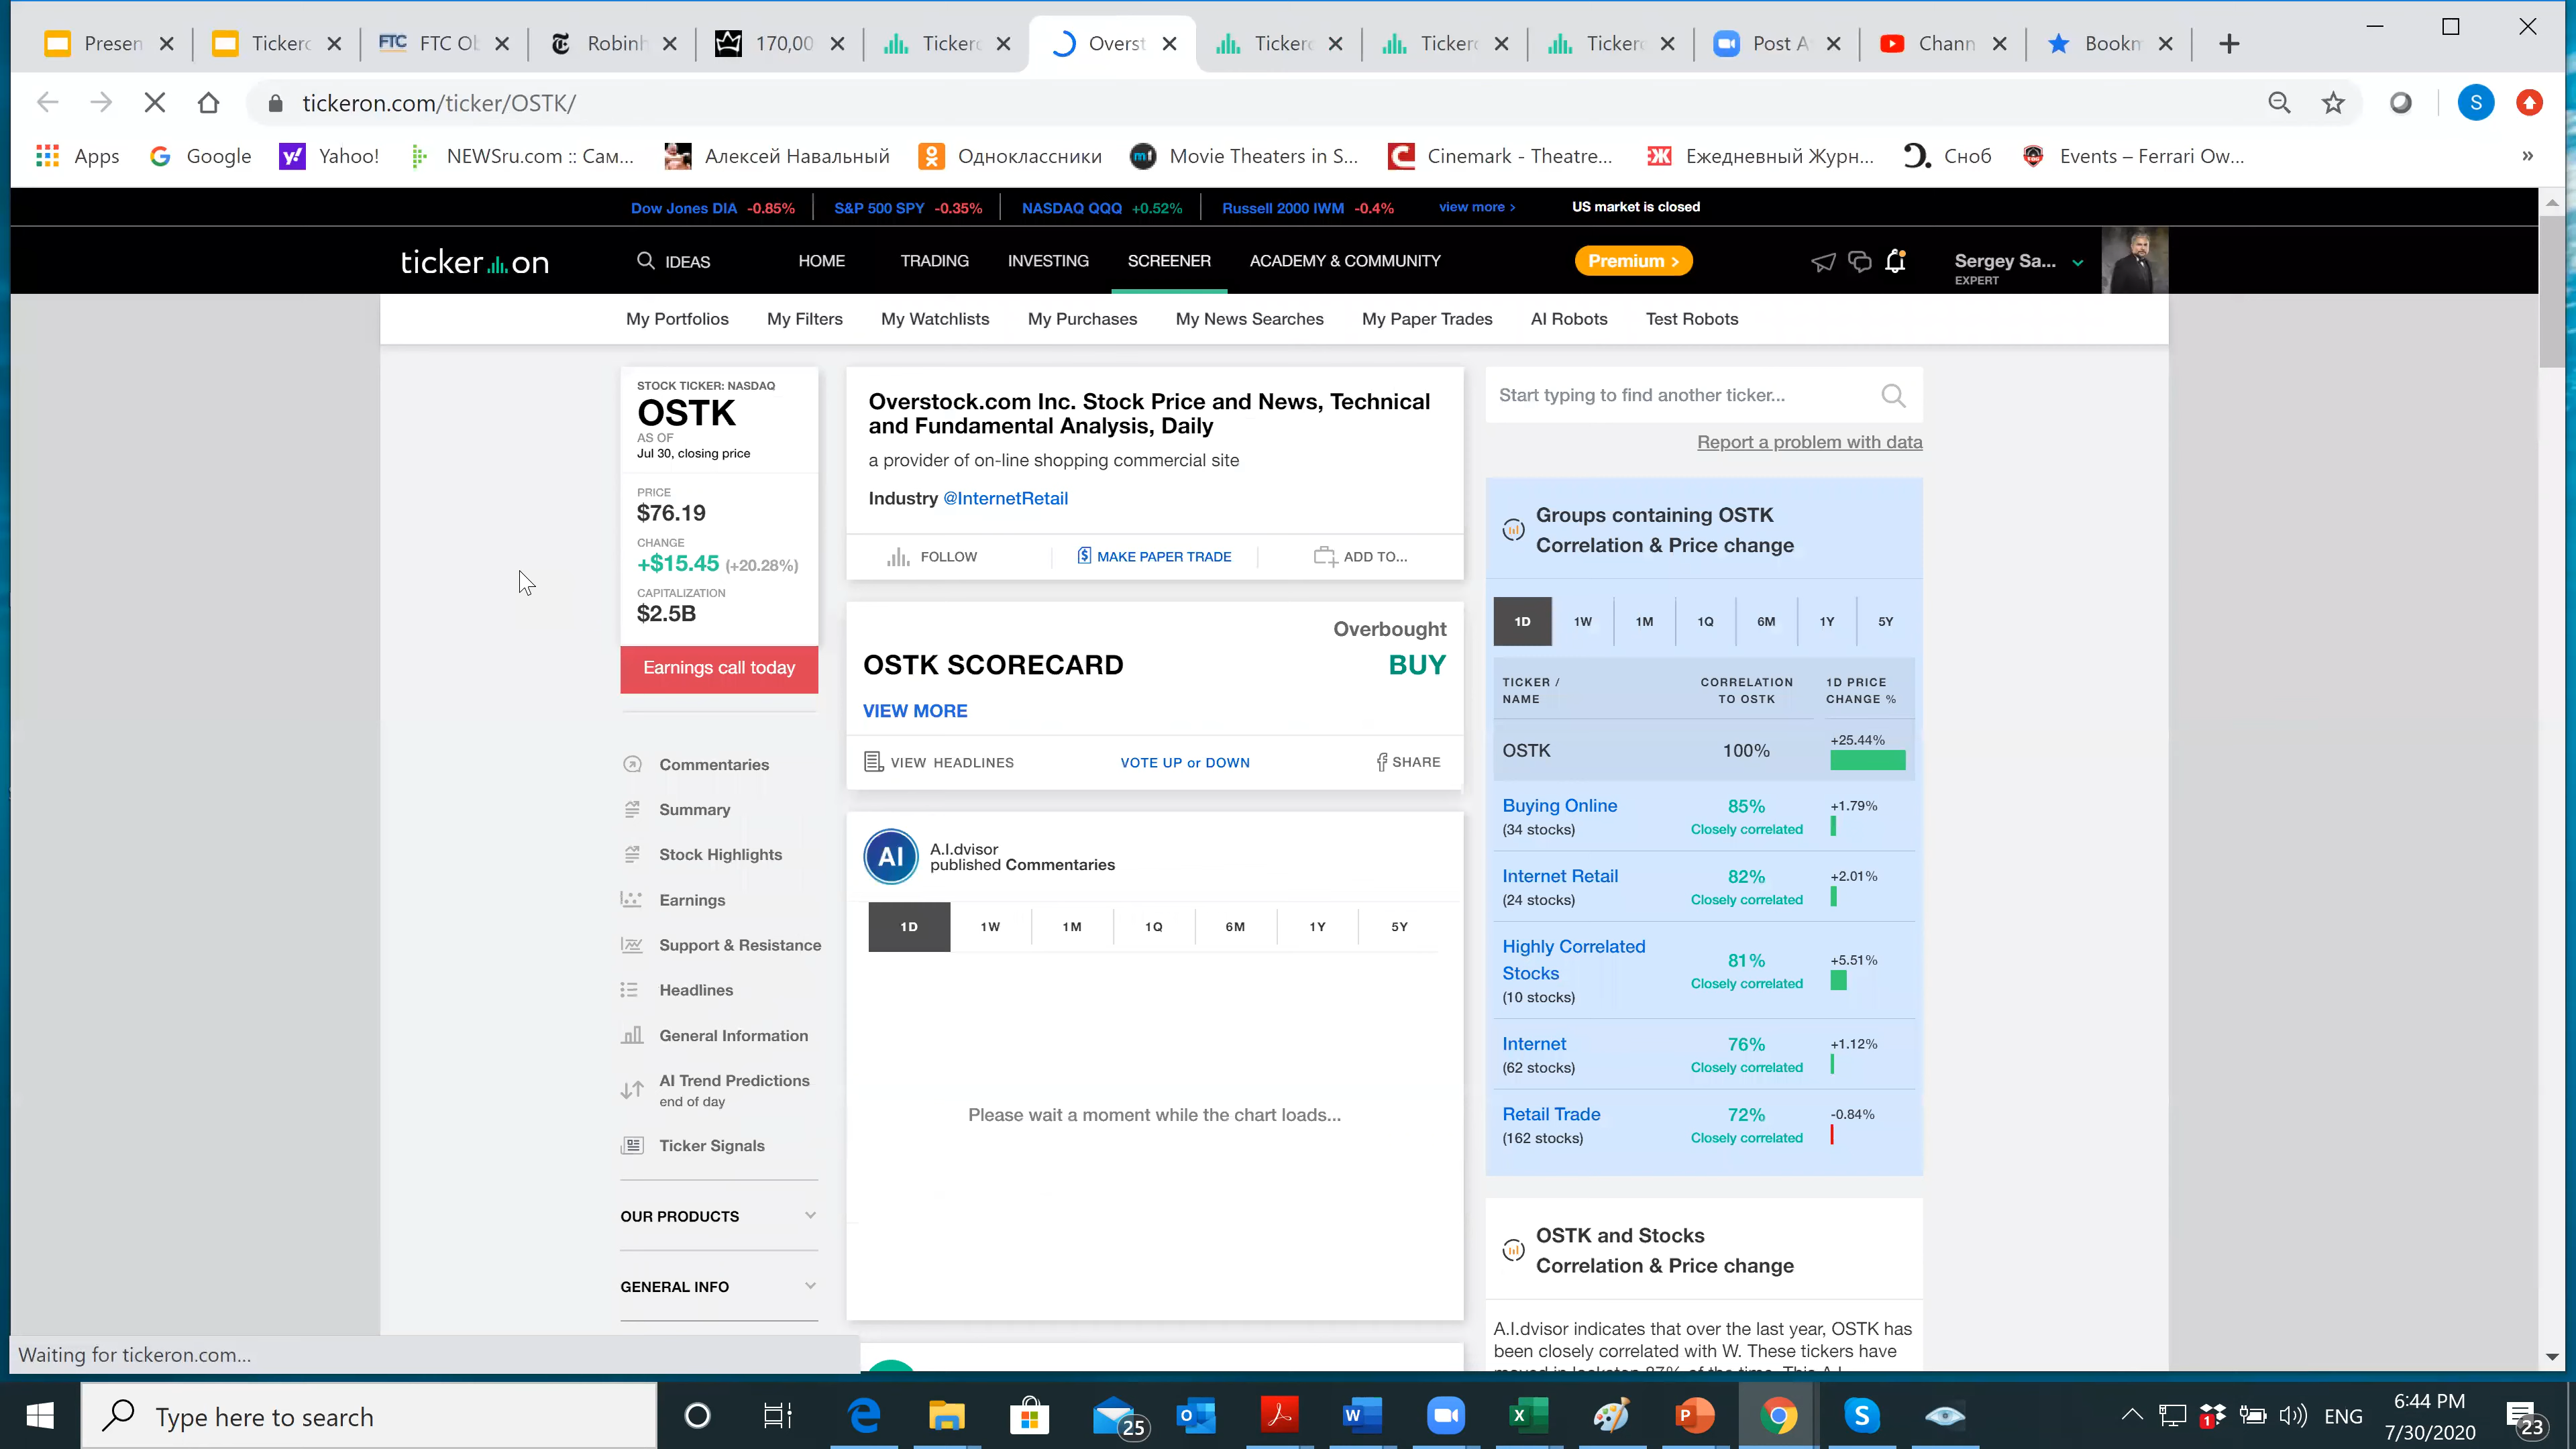 Presen
Tickerc
FTC Ol
Robinh
170,00
Tickerc
Overst
Tickerc
Tickerc
Tickerc
Post A
Chann
Bookm
tickeron.com/ticker/OSTK/
S
Apps
Google
Yahoo!
NEWSru.com :: Сам...
Алексей Навальный
Одноклассники
Movie Theaters in S...
Cinemark - Theatre...
Ежедневный Журн...
Сноб
Events – Ferrari Ow...
»
Dow Jones DIA -0.85%
S&P 500 SPY -0.35%
NASDAQ QQQ +0.52%
Russell 2000 IWM -0.4%
view more >
US market is closed
tickeron
IDEAS
HOME
TRADING
INVESTING
SCREENER
ACADEMY & COMMUNITY
Premium >
Sergey Sa...
EXPERT
My Portfolios
My Filters
My Watchlists
My Purchases
My News Searches
My Paper Trades
AI Robots
Test Robots
STOCK TICKER: NASDAQ
OSTK
AS OF
Jul 30, closing price
PRICE
$76.19
CHANGE
+$15.45 (+20.28%)
CAPITALIZATION
$2.5B
Earnings call today
Commentaries
Summary
Stock Highlights
Earnings
Support & Resistance
Headlines
General Information
AI Trend Predictions
end of day
Ticker Signals
OUR PRODUCTS
GENERAL INFO
Overstock.com Inc. Stock Price and News, Technical
and Fundamental Analysis, Daily
a provider of on-line shopping commercial site
Industry @InternetRetail
FOLLOW
MAKE PAPER TRADE
ADD TO...
Overbought
OSTK SCORECARD
BUY
VIEW MORE
VIEW HEADLINES
VOTE UP or DOWN
SHARE
AI
A.I.dvisor
published Commentaries
1D 1W 1M 1Q 6M 1Y 5Y
Please wait a moment while the chart loads...
Start typing to find another ticker...
Report a problem with data
Groups containing OSTK
Correlation & Price change
1D 1W 1M 1Q 6M 1Y 5Y
TICKER /
NAME
CORRELATION
TO OSTK
1D PRICE
CHANGE %
OSTK 100% +25.44%
Buying Online 85% +1.79%
(34 stocks) Closely correlated
Internet Retail 82% +2.01%
(24 stocks) Closely correlated
Highly Correlated
Stocks 81% +5.51%
(10 stocks) Closely correlated
Internet 76% +1.12%
(62 stocks) Closely correlated
Retail Trade 72% -0.84%
(162 stocks) Closely correlated
OSTK and Stocks
Correlation & Price change
A.I.dvisor indicates that over the last year, OSTK has
been closely correlated with W. These tickers have
Waiting for tickeron.com...
Type here to search
25
1
ENG
6:44 PM
7/30/2020
23